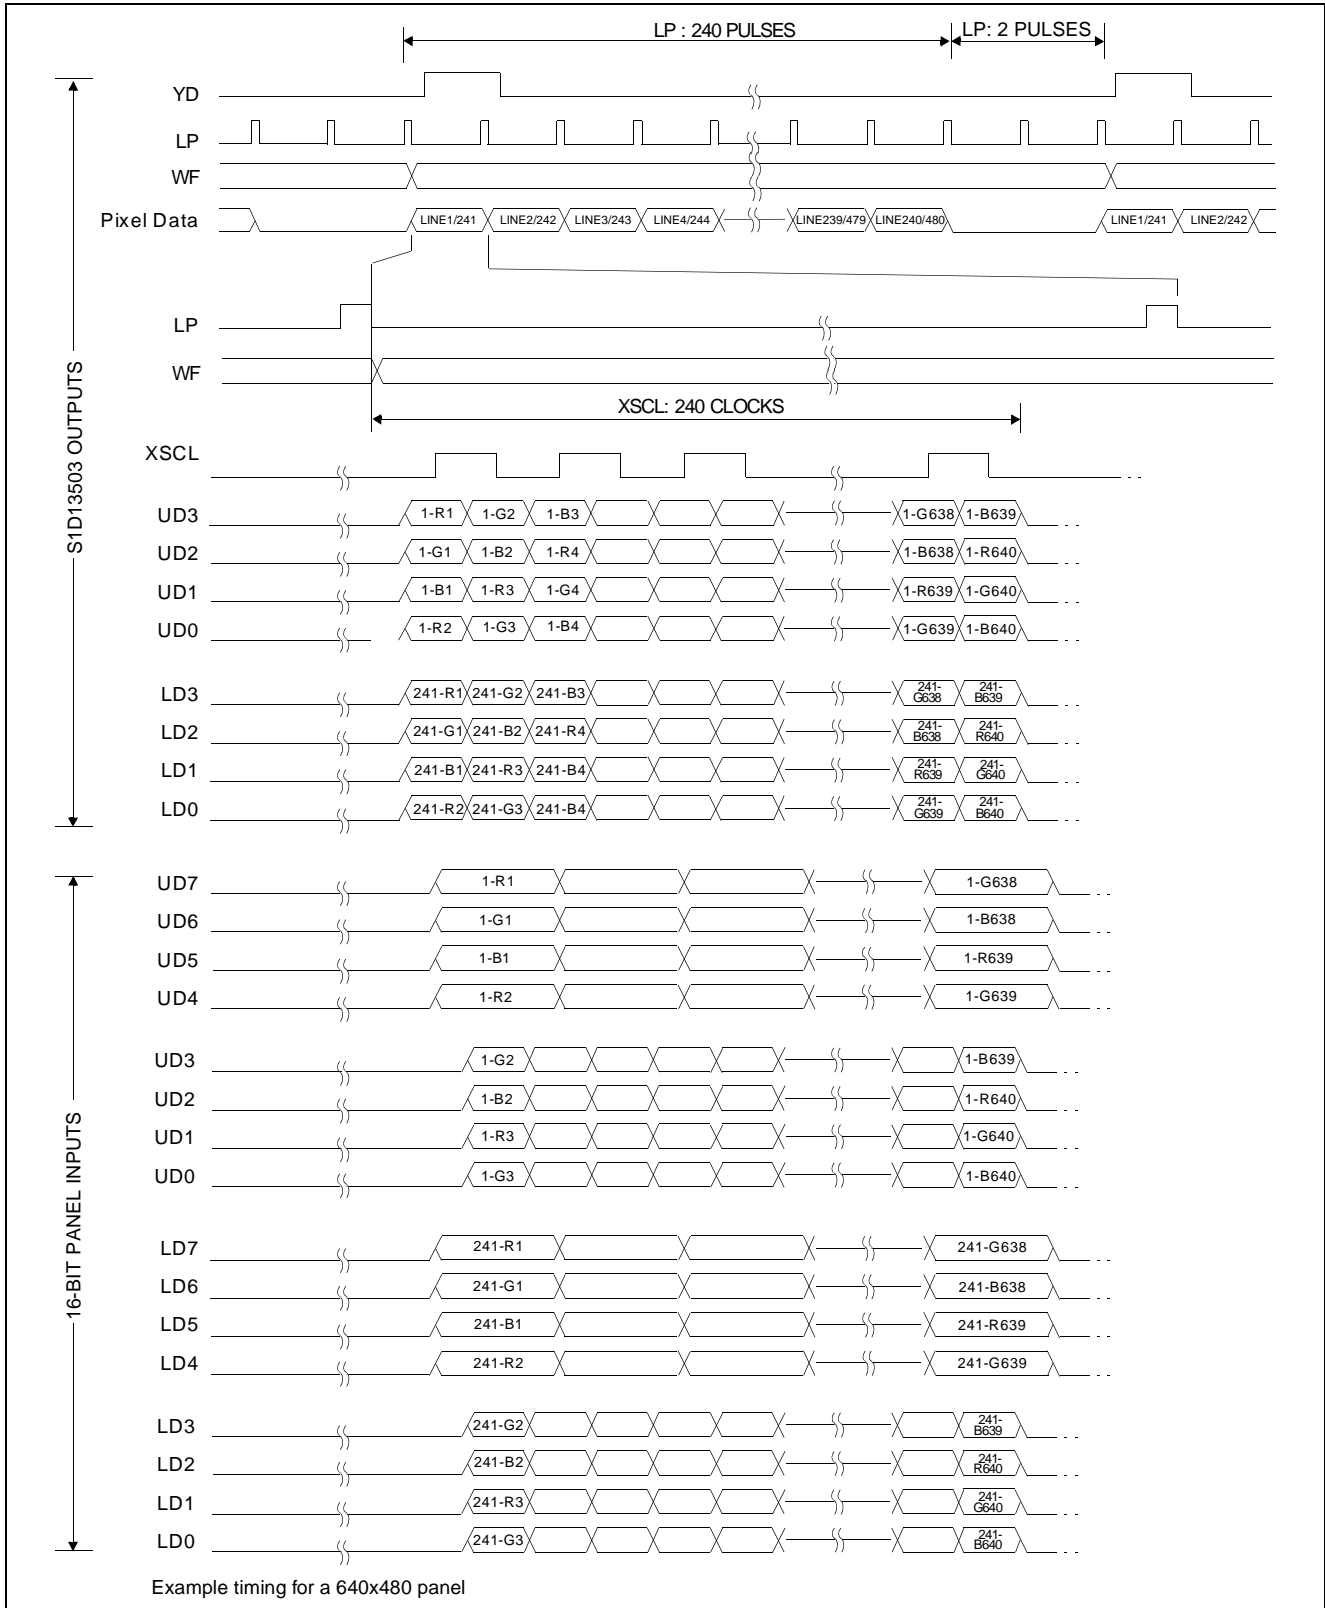 LP : 240 PULSES LP: 2 PULSES
YD
LP
WF
Pixel Data LINE1/241 LINE2/242 LINE3/243 LINE4/244 LINE239/479 LINE240/480 LINE1/241 LINE2/242
LP
WF
XSCL: 240 CLOCKS
XSCL
UD3 1-R1 1-G2 1-B3 1-G638 1-B639
UD2 1-G1 1-B2 1-R4 1-B638 1-R640
UD1 1-B1 1-R3 1-G4 1-R639 1-G640
UD0 1-R2 1-G3 1-B4 1-G639 1-B640
LD3 241-R1 241-G2 241-B3 241-G638 241-B639
LD2 241-G1 241-B2 241-R4 241-B638 241-R640
LD1 241-B1 241-R3 241-B4 241-R639 241-G640
LD0 241-R2 241-G3 241-B4 241-G639 241-B640
S1D13503 OUTPUTS
UD7 1-R1 1-G638
UD6 1-G1 1-B638
UD5 1-B1 1-R639
UD4 1-R2 1-G639
UD3 1-G2 1-B639
UD2 1-B2 1-R640
UD1 1-R3 1-G640
UD0 1-G3 1-B640
LD7 241-R1 241-G638
LD6 241-G1 241-B638
LD5 241-B1 241-R639
LD4 241-R2 241-G639
LD3 241-G2 241-B639
LD2 241-B2 241-R640
LD1 241-R3 241-G640
LD0 241-G3 241-B640
16-BIT PANEL INPUTS
Example timing for a 640x480 panel